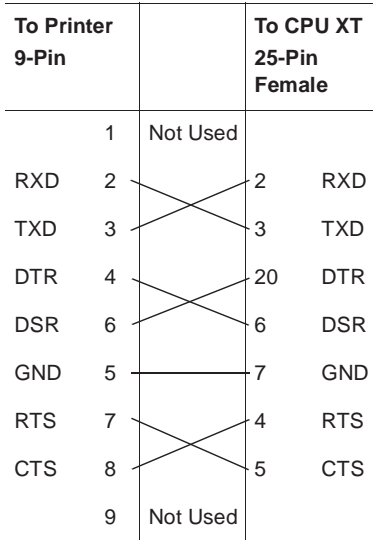 To Printer To CPU XT
9-Pin 25-Pin
Female
1 Not Used
RXD 2 2 RXD
TXD 3 3 TXD
DTR 4 20 DTR
DSR 6 6 DSR
GND 5 7 GND
RTS 7 4 RTS
CTS 8 5 CTS
9 Not Used